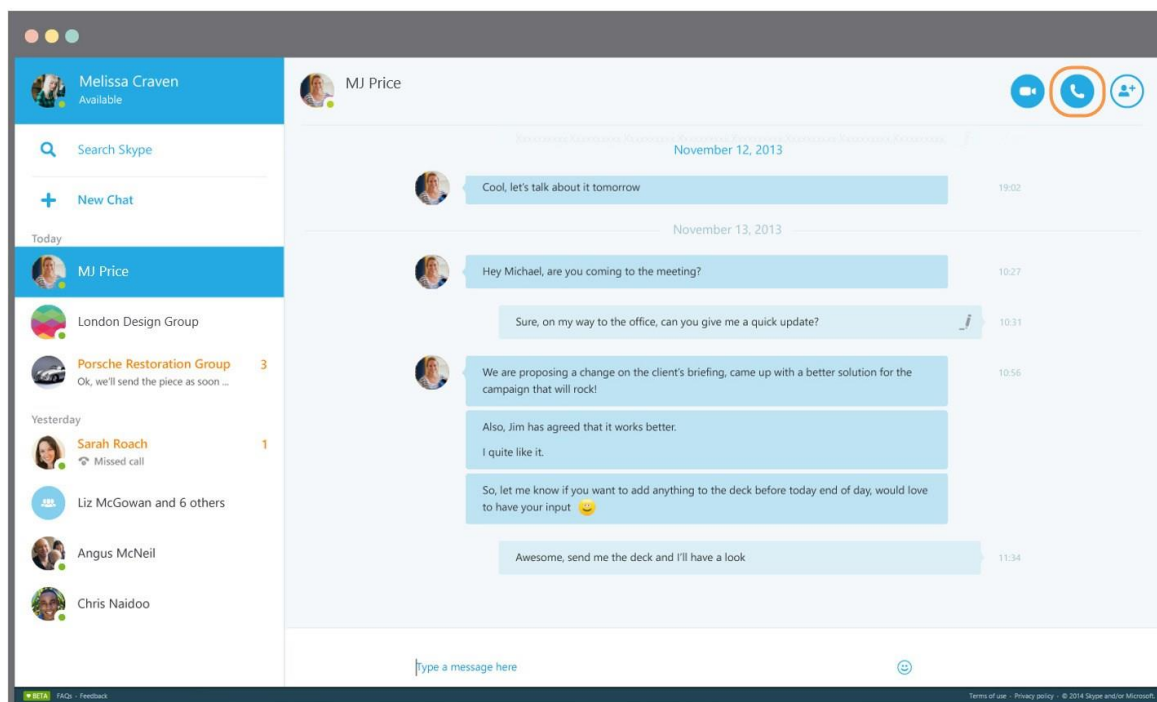 Melissa Craven
Available
Search Skype
New Chat
Today
MJ Price
London Design Group
Porsche Restoration Group 3
Ok, we'll send the piece as soon ...
Yesterday
Sarah Roach 1
Missed call
Liz McGowan and 6 others
Angus McNeil
Chris Naidoo
MJ Price
November 12, 2013
Cool, let's talk about it tomorrow 19:02
November 13, 2013
Hey Michael, are you coming to the meeting? 10:27
Sure, on my way to the office, can you give me a quick update? 10:31
We are proposing a change on the client's briefing, came up with a better solution for the 10:56
campaign that will rock!
Also, Jim has agreed that it works better.
I quite like it.
So, let me know if you want to add anything to the deck before today end of day, would love
to have your input
Awesome, send me the deck and I'll have a look 11:34
Type a message here
BETA FAQs - Feedback
Terms of use - Privacy policy - © 2014 Skype and/or Microsoft.